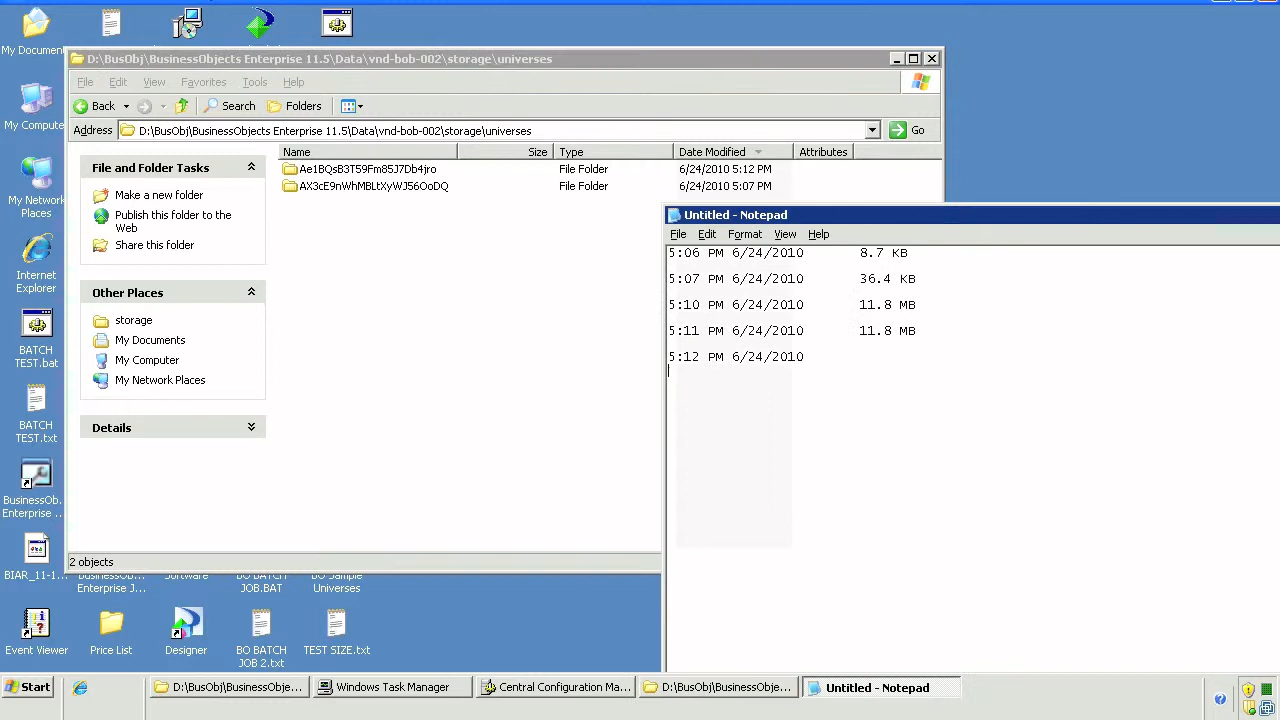 My Documen
D:\BusObj\BusinessObjects Enterprise 11.5\Data\vnd-bob-002\storage\universes
File Edit View Favorites Tools Help
Back Search Folders
Address D:\BusObj\BusinessObjects Enterprise 11.5\Data\vnd-bob-002\storage\universes Go
My Compute
My Network
Places
Internet
Explorer
BATCH
TEST.bat
BATCH
TEST.txt
BusinessOb.
Enterprise ..
BIAR_11-1...
File and Folder Tasks
Make a new folder
Publish this folder to the
Web
Share this folder
Other Places
storage
My Documents
My Computer
My Network Places
Details
Name Size Type Date Modified Attributes
Ae1BQsB3T59Fm85J7Db4jro File Folder 6/24/2010 5:12 PM
AX3cE9nWhMBLtXyWJ56OoDQ File Folder 6/24/2010 5:07 PM
2 objects
Untitled - Notepad
File Edit Format View Help
5:06 PM 6/24/2010 8.7 KB
5:07 PM 6/24/2010 36.4 KB
5:10 PM 6/24/2010 11.8 MB
5:11 PM 6/24/2010 11.8 MB
5:12 PM 6/24/2010
BusinessOb...
Enterprise J...
Software
BO BATCH
JOB.BAT
BO Sample
Universes
Event Viewer
Price List
Designer
BO BATCH
JOB 2.txt
TEST SIZE.txt
Start D:\BusObj\BusinessObje... Windows Task Manager Central Configuration Ma... D:\BusObj\BusinessObje... Untitled - Notepad